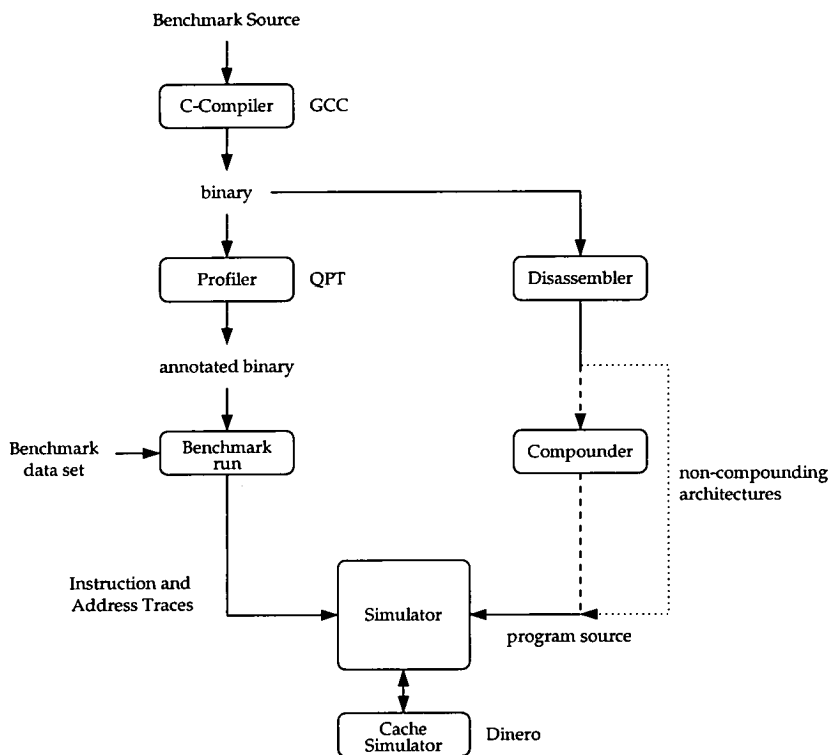 Benchmark Source
C-Compiler
GCC
binary
Profiler
QPT
Disassembler
annotated binary
Benchmark
data set
Benchmark
run
Compounder
non-compounding
architectures
Instruction and
Address Traces
Simulator
program source
Cache
Simulator
Dinero